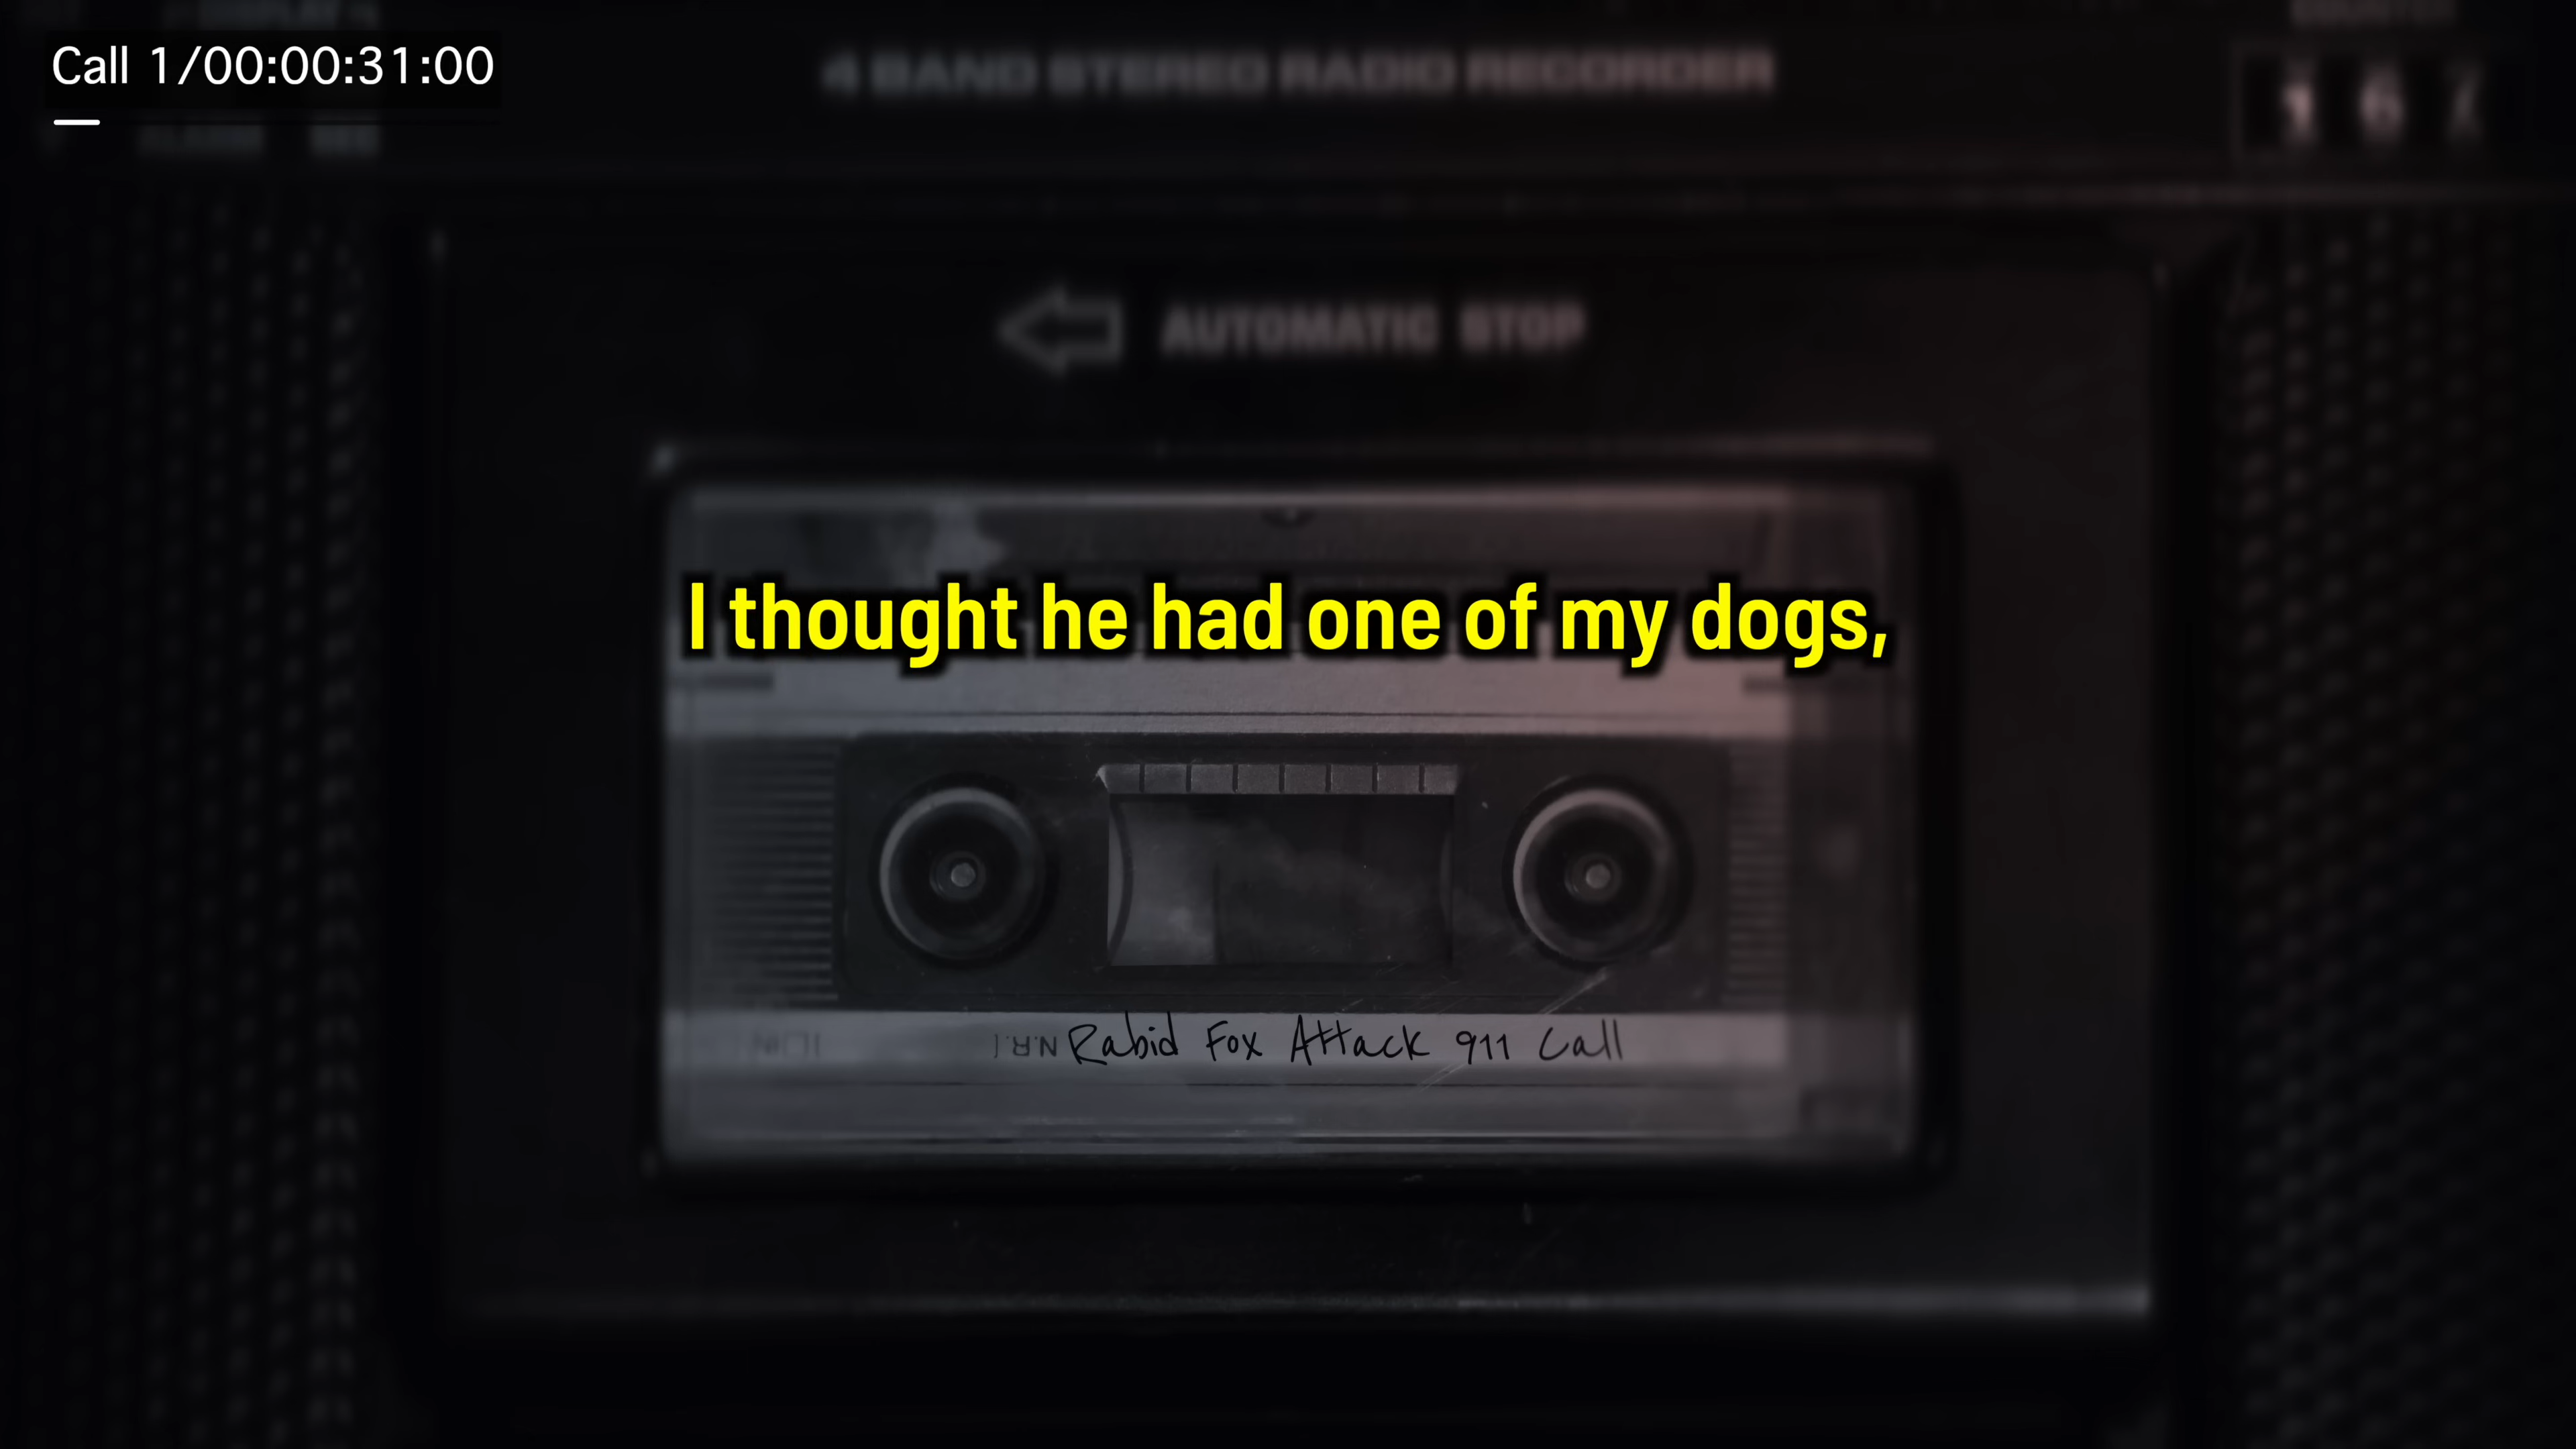 Call 1/00:00:31:00
4 BAND STEREO RADIO RECORDER
AUTOMATIC STOP
I thought he had one of my dogs,
N.R.
Rabid Fox Attack 911 Call